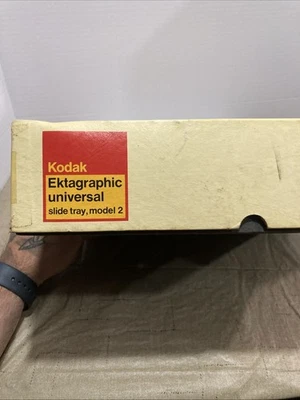 Kodak
Ektagraphic
universal
slide tray, model 2